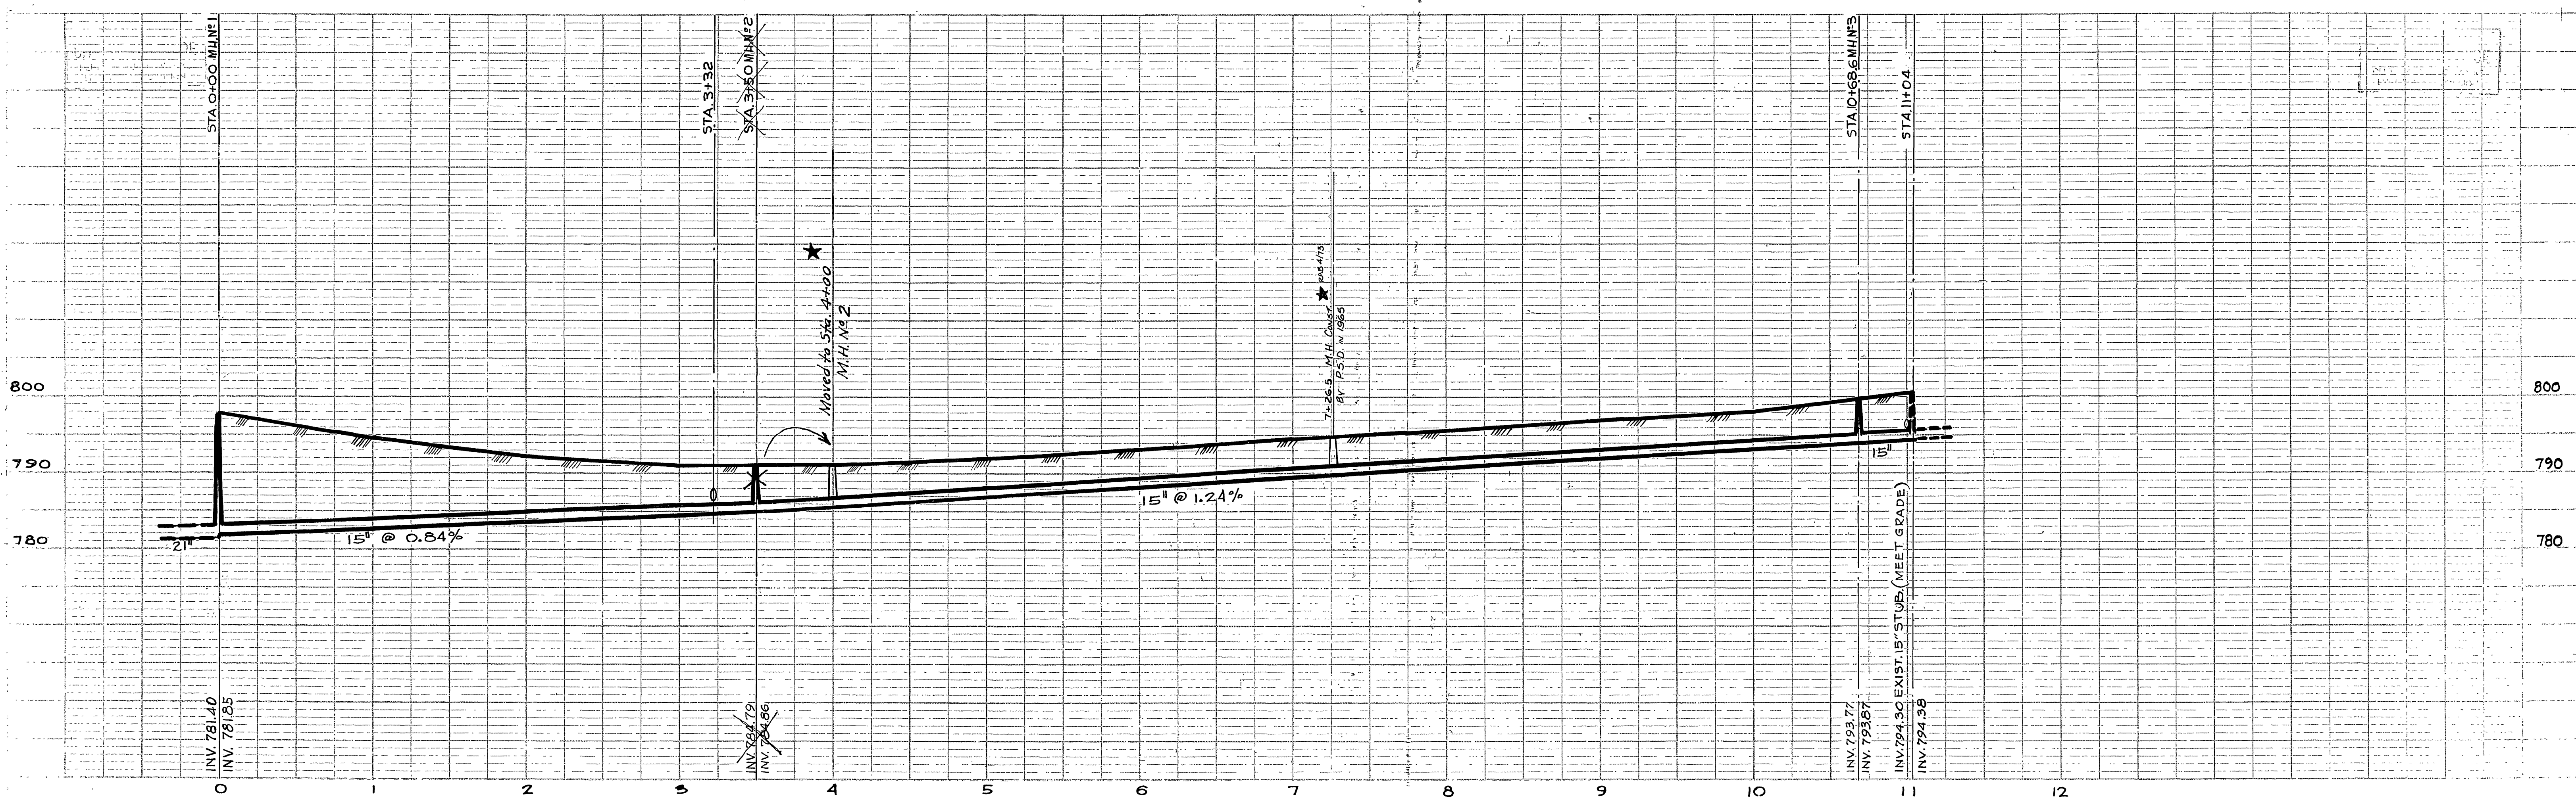 STA. 0+00 M.H. Nº 1
STA. 3+32
STA. 3+50 M.H. Nº 2
STA. 10+68.6 M.H. Nº 3
STA. 11+04
★
Moved to Sta. 4+00
M.H. Nº 2
★ RAB 4/73
7+26.5 M.H. CONST.
BY P.S.D. IN 1965
800
800
790
790
780
780
21"
15" @ 0.84%
15" @ 1.24%
15"
INV. 781.40
INV. 781.85
INV. 784.79
INV. 784.86
INV. 793.77
INV. 793.87
INV. 794.30 EXIST. 15" STUB, (MEET GRADE)
INV. 794.38
0 1 2 3 4 5 6 7 8 9 10 11 12